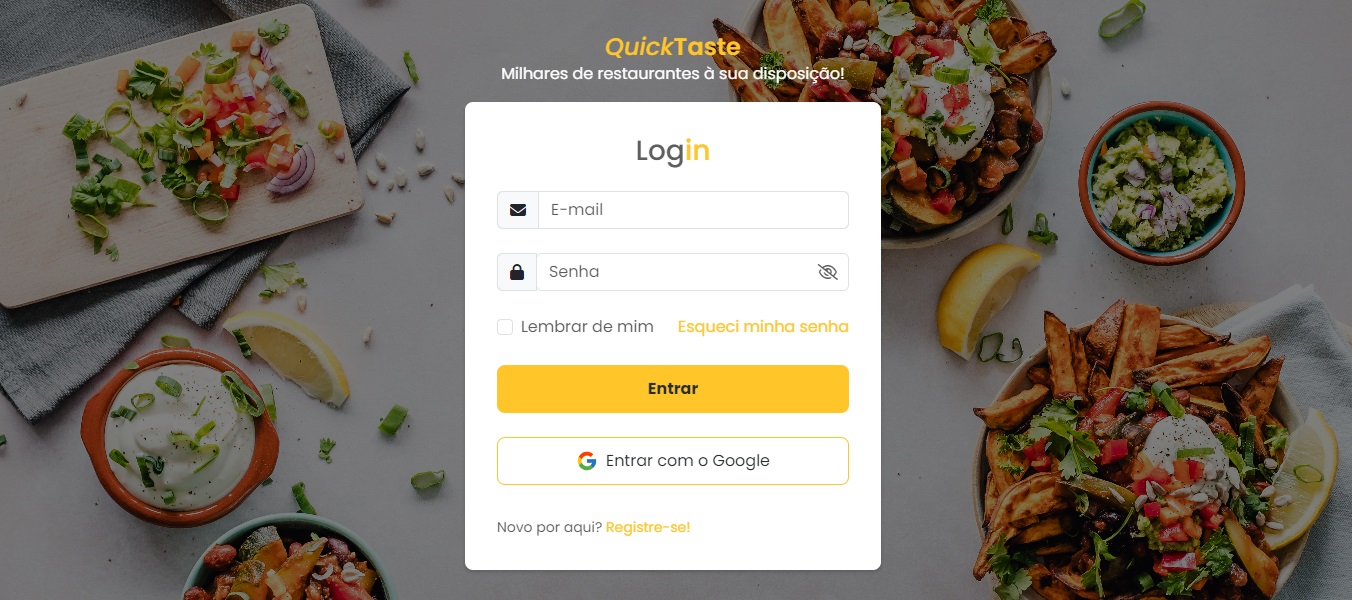 QuickTaste
Milhares de restaurantes à sua disposição!
Login
E-mail
Senha
Lembrar de mim Esqueci minha senha
Entrar
Entrar com o Google
Novo por aqui? Registre-se!